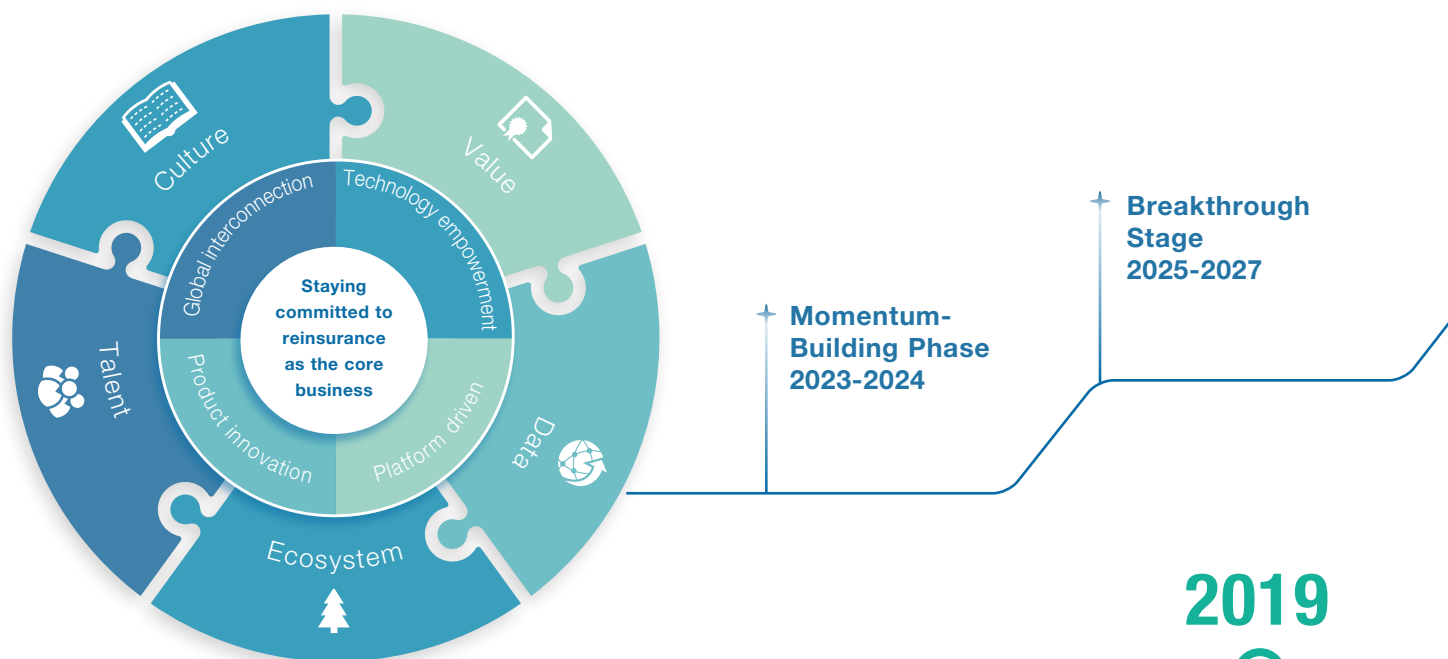 Culture
Value
Data
Ecosystem
Talent
Global interconnection
Technology empowerment
Platform driven
Product innovation
Staying
committed to
reinsurance
as the core
business
Momentum-
Building Phase
2023-2024
Breakthrough
Stage
2025-2027
2019